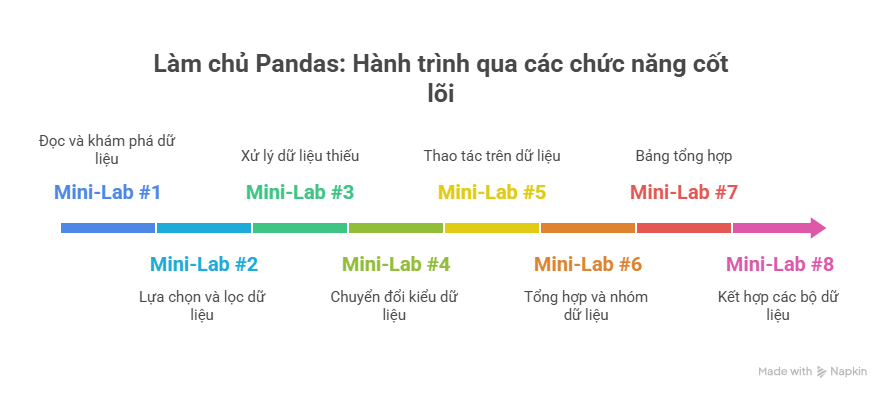 Làm chủ Pandas: Hành trình qua các chức năng cốt
lõi
Đọc và khám phá dữ
liệu
Mini-Lab #1
Xử lý dữ liệu thiếu
Mini-Lab #3
Thao tác trên dữ liệu
Mini-Lab #5
Bảng tổng hợp
Mini-Lab #7
Mini-Lab #2
Lựa chọn và lọc dữ
liệu
Mini-Lab #4
Chuyển đổi kiểu dữ
liệu
Mini-Lab #6
Tổng hợp và nhóm
dữ liệu
Mini-Lab #8
Kết hợp các bộ dữ
liệu
Made with Napkin